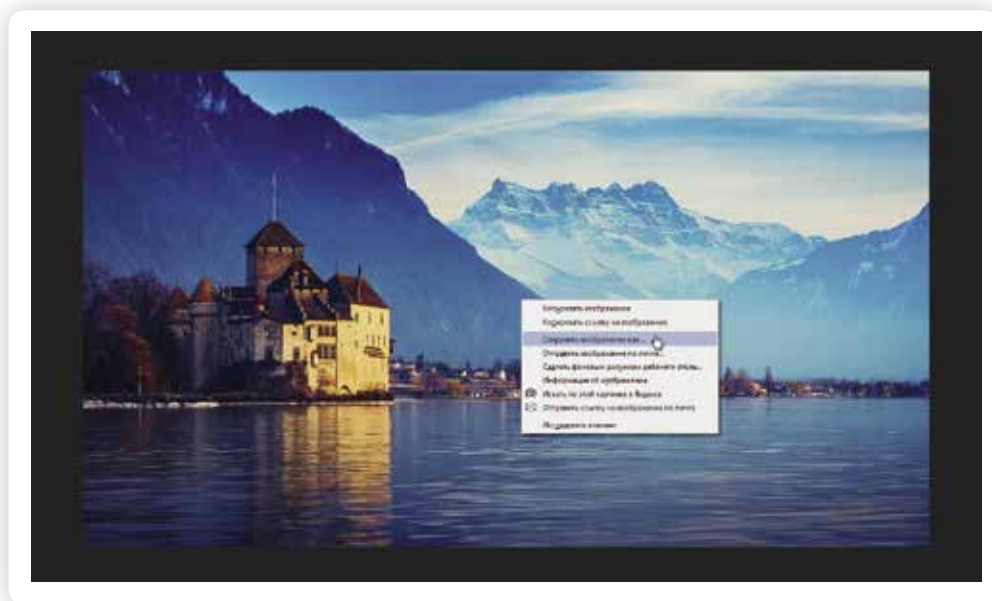 Копировать изображение
Копировать ссылку на изображение
Сохранить изображение как...
Отправить изображение по почте...
Сделать фоновым рисунком рабочего стола...
Информация об изображении
Искать по этой картинке в Яндексе
Отправить ссылку на изображение по почте
Исследовать элемент